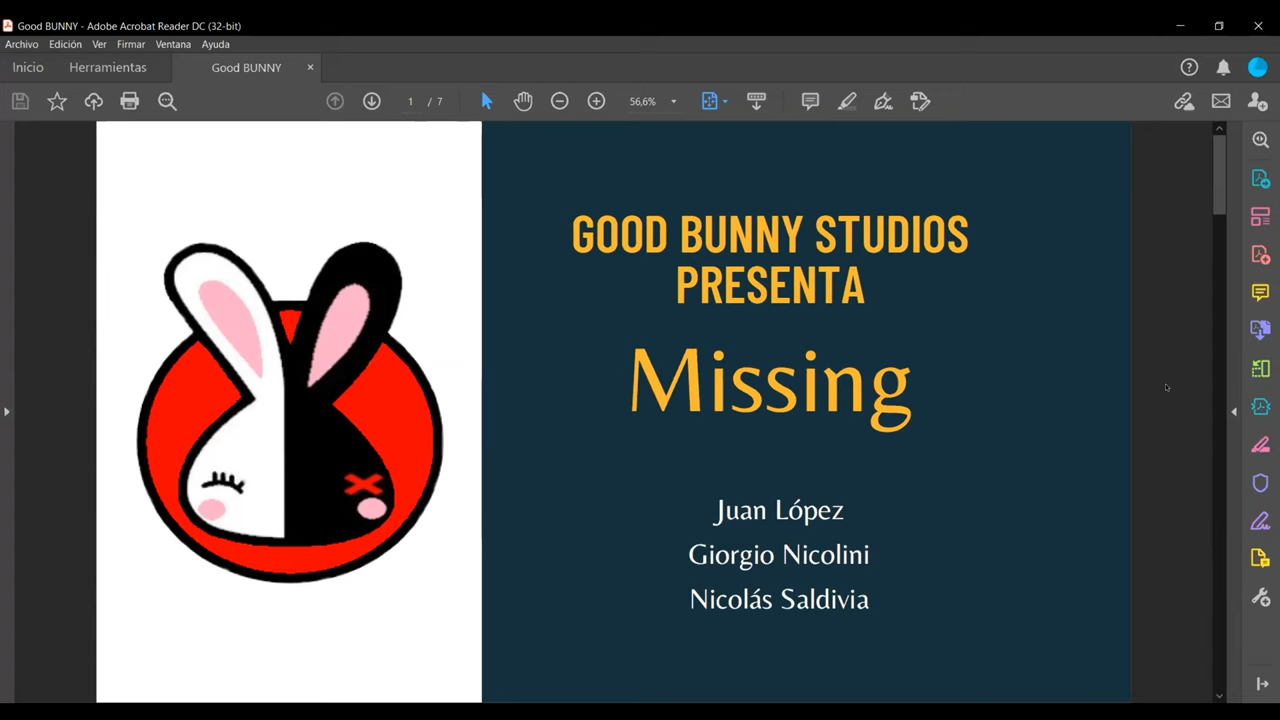 Good BUNNY - Adobe Acrobat Reader DC (32-bit)
Archivo Edición Ver Firmar Ventana Ayuda
Inicio Herramientas Good BUNNY ×
1 / 7 56,6%
GOOD BUNNY STUDIOS
PRESENTA
Missing
Juan López
Giorgio Nicolini
Nicolás Saldivia